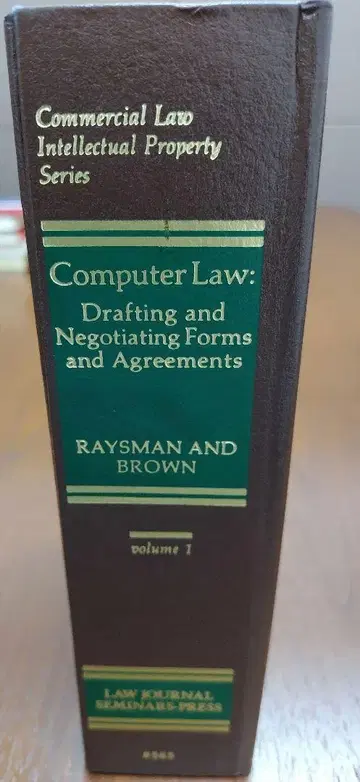 Commercial Law
Intellectual Property
Series
Computer Law:
Drafting and
Negotiating Forms
and Agreements
RAYSMAN AND
BROWN
volume 1
LAW JOURNAL
SEMINARS-PRESS